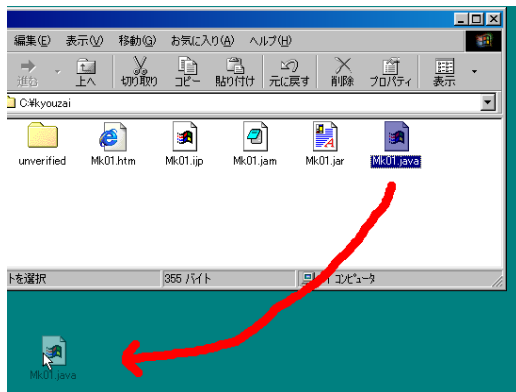 編集(E) 表示(V) 移動(G) お気に入り(A) ヘルプ(H)
進む 上へ 切り取り コピー 貼り付け 元に戻す 削除 プロパティ 表示
C:¥kyouzai
unverified Mk01.htm Mk01.ijp Mk01.jam Mk01.jar Mk01.java
トを選択 355 バイト コンピュータ
Mk01.java